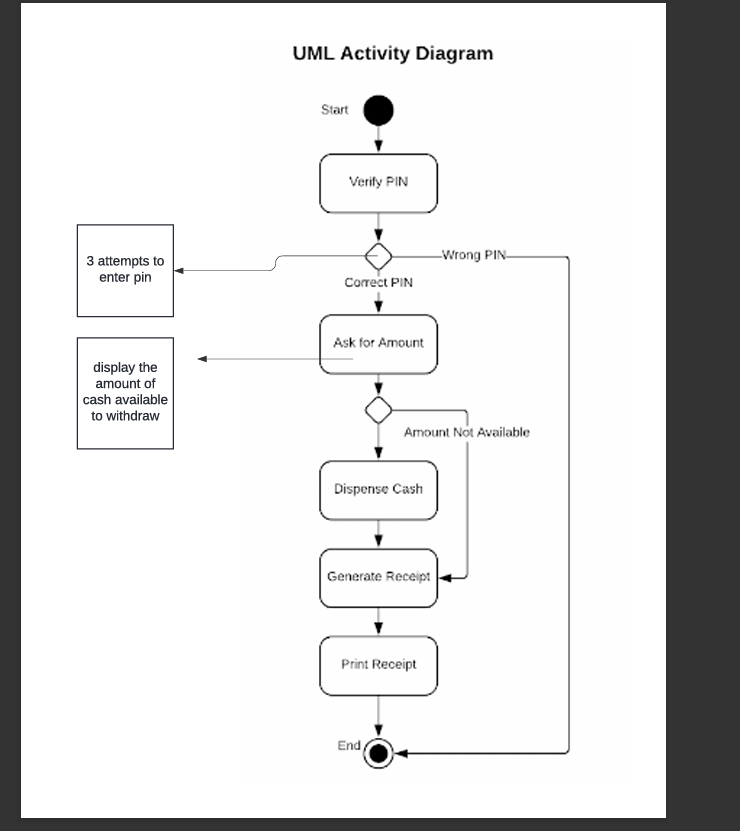 UML Activity Diagram
Start
Verify PIN
3 attempts to
enter pin
Wrong PIN
Correct PIN
Ask for Amount
display the
amount of
cash available
to withdraw
Amount Not Available
Dispense Cash
Generate Receipt
Print Receipt
End